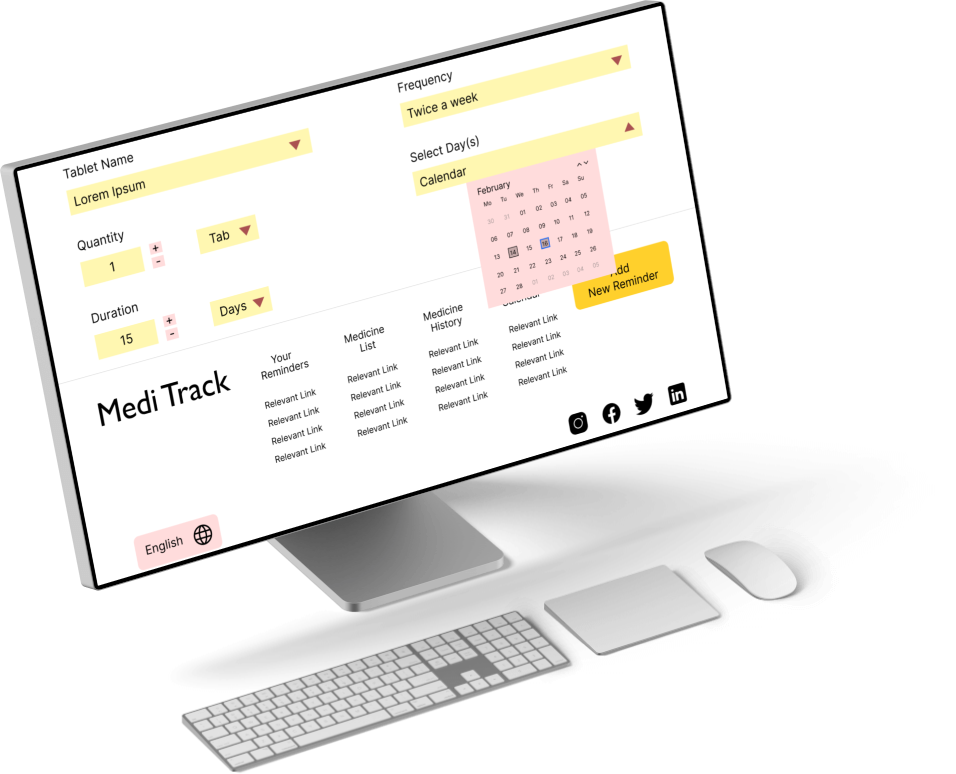 Frequency
Twice a week
Select Day(s)
Calendar
Tablet Name
Lorem Ipsum
Quantity
1
+
-
Tab
Duration
15
+
-
Days
February
Mo Tu We Th Fr Sa Su
30 31 01 02 03 04 05
06 07 08 09 10 11 12
13 14 15 16 17 18 19
20 21 22 23 24 25 26
27 28 01 02 03 04 05
Add
New Reminder
Medi Track
Your
Reminders
Relevant Link
Relevant Link
Relevant Link
Relevant Link
Medicine
List
Relevant Link
Relevant Link
Relevant Link
Relevant Link
Medicine
History
Relevant Link
Relevant Link
Relevant Link
Relevant Link
Calendar
Relevant Link
Relevant Link
Relevant Link
Relevant Link
in
English